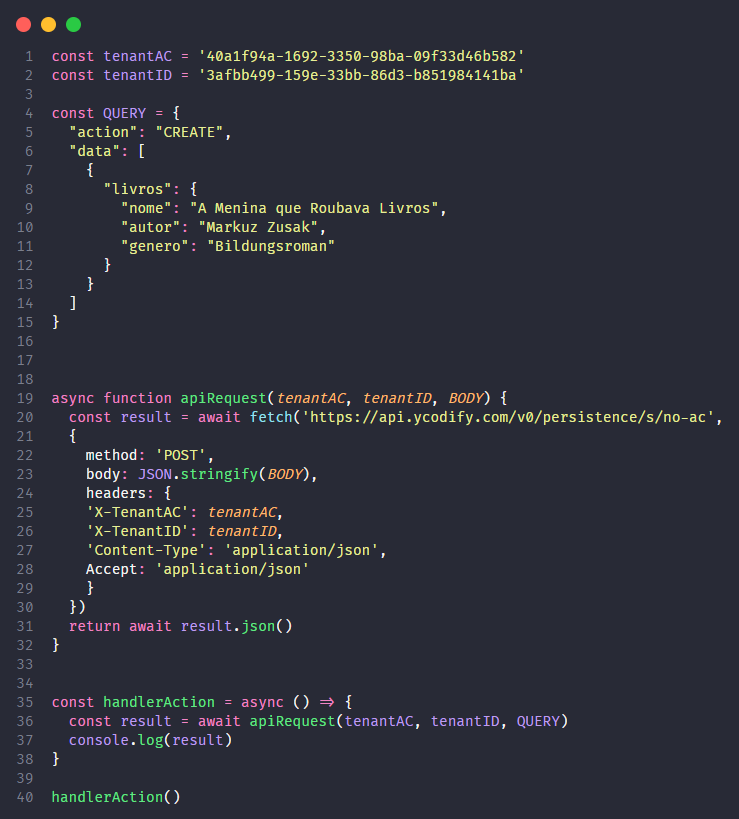 1 const tenantAC = '40a1f94a-1692-3350-98ba-09f33d46b582'
2 const tenantID = '3afbb499-159e-33bb-86d3-b851984141ba'
3
4 const QUERY = {
5   "action": "CREATE",
6   "data": [
7     {
8       "livros": {
9         "nome": "A Menina que Roubava Livros",
10         "autor": "Markuz Zusak",
11         "genero": "Bildungsroman"
12       }
13     }
14   ]
15 }
16
17
18
19 async function apiRequest(tenantAC, tenantID, BODY) {
20   const result = await fetch('https://api.ycodify.com/v0/persistence/s/no-ac',
21   {
22     method: 'POST',
23     body: JSON.stringify(BODY),
24     headers: {
25     'X-TenantAC': tenantAC,
26     'X-TenantID': tenantID,
27     'Content-Type': 'application/json',
28     Accept: 'application/json'
29     }
30   })
31   return await result.json()
32 }
33
34
35 const handlerAction = async () => {
36   const result = await apiRequest(tenantAC, tenantID, QUERY)
37   console.log(result)
38 }
39
40 handlerAction()